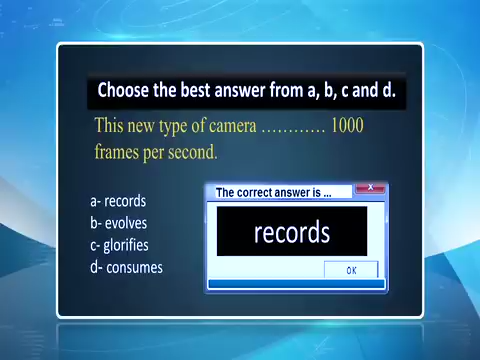 Choose the best answer from a, b, c and d.
This new type of camera ………… 1000
frames per second.
a- records
b- evolves
c- glorifies
d- consumes
The correct answer is ...
X
records
OK